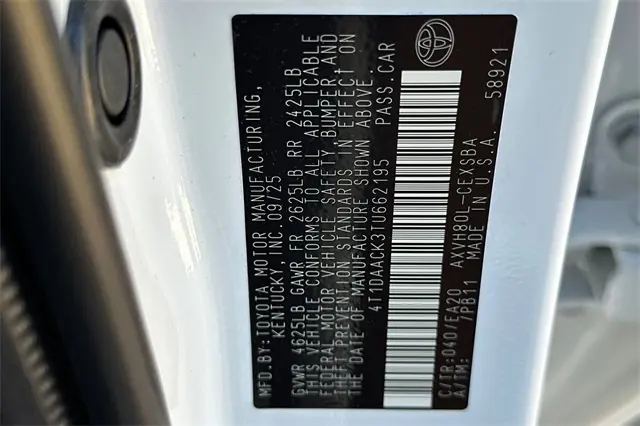 MFD.BY:TOYOTA MOTOR MANUFACTURING,
KENTUCKY, INC. 09/25
GVWR 4625LB GAWR FR 2625LB RR 2425LB
THIS VEHICLE CONFORMS TO ALL APPLICABLE
FEDERAL MOTOR VEHICLE SAFETY, BUMPER, AND
THEFT PREVENTION STANDARDS IN EFFECT ON
THE DATE OF MANUFACTURE SHOWN ABOVE.
4T1DAACK3TU662195 PASS.CAR
C/TR:040/EA20 AXVH80L-CEXSBA
A/TM: /PB11 MADE IN U.S.A.
58921